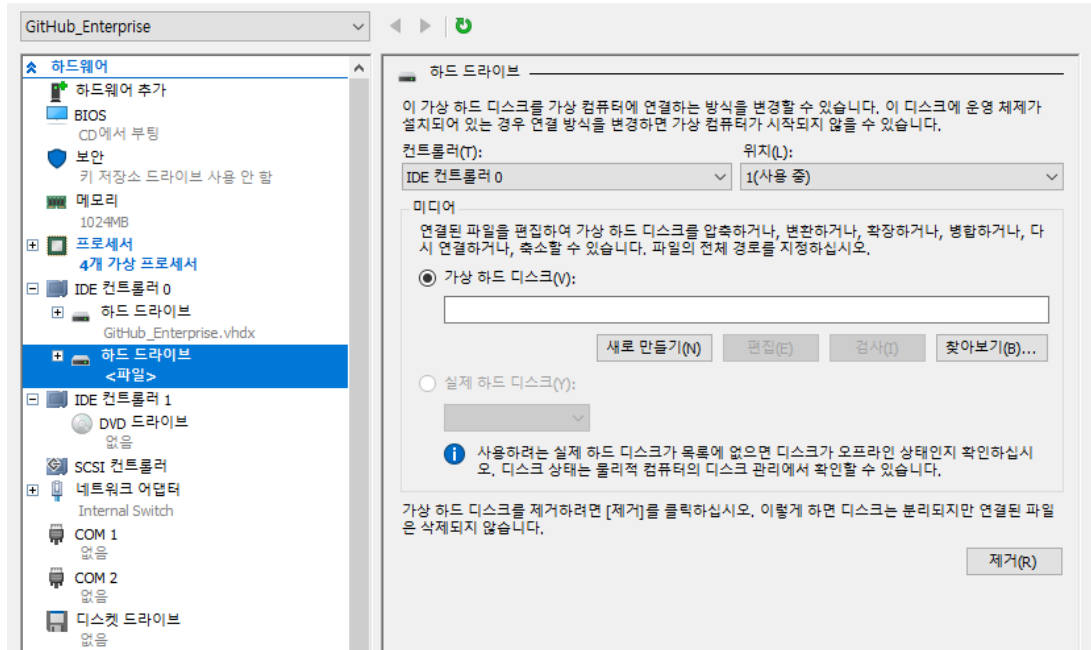 GitHub_Enterprise
하드웨어
하드웨어 추가
BIOS
CD에서 부팅
보안
키 저장소 드라이브 사용 안 함
메모리
1024MB
프로세서
4개 가상 프로세서
IDE 컨트롤러 0
하드 드라이브
GitHub_Enterprise.vhdx
하드 드라이브
<파일>
IDE 컨트롤러 1
DVD 드라이브
없음
SCSI 컨트롤러
네트워크 어댑터
Internal Switch
COM 1
없음
COM 2
없음
디스켓 드라이브
없음
하드 드라이브
이 가상 하드 디스크를 가상 컴퓨터에 연결하는 방식을 변경할 수 있습니다. 이 디스크에 운영 체제가
설치되어 있는 경우 연결 방식을 변경하면 가상 컴퓨터가 시작되지 않을 수 있습니다.
컨트롤러(T): 위치(L):
IDE 컨트롤러 0 1(사용 중)
미디어
연결된 파일을 편집하여 가상 하드 디스크를 압축하거나, 변환하거나, 확장하거나, 병합하거나, 다
시 연결하거나, 축소할 수 있습니다. 파일의 전체 경로를 지정하십시오.
가상 하드 디스크(V):
새로 만들기(N) 편집(E) 검사(I) 찾아보기(B)...
실제 하드 디스크(Y):
사용하려는 실제 하드 디스크가 목록에 없으면 디스크가 오프라인 상태인지 확인하십시
오. 디스크 상태는 물리적 컴퓨터의 디스크 관리에서 확인할 수 있습니다.
가상 하드 디스크를 제거하려면 [제거]를 클릭하십시오. 이렇게 하면 디스크는 분리되지만 연결된 파일
은 삭제되지 않습니다.
제거(R)